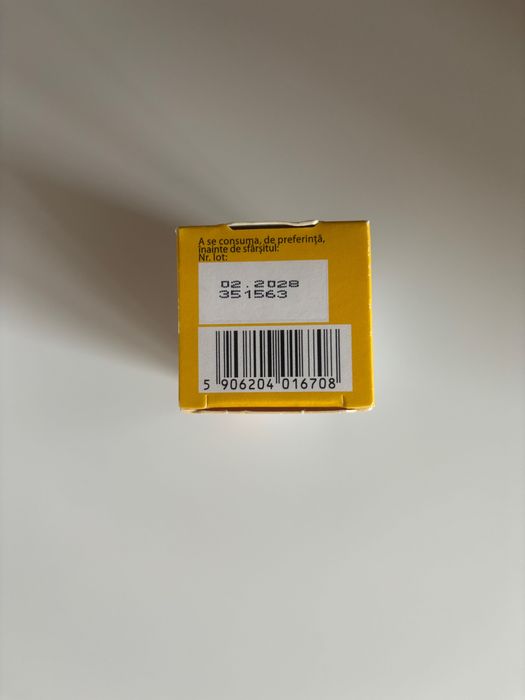 A se consuma, de preferință,
înainte de sfârșitul:
Nr. lot:
02.2028
351563
5 906204 016708